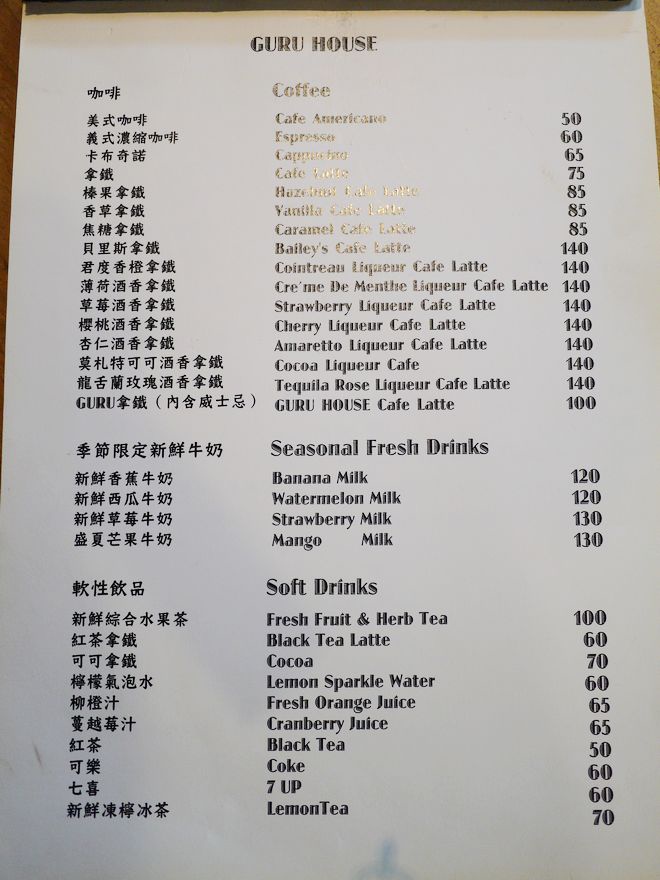 GURU HOUSE
咖啡 Coffee
美式咖啡 Cafe Americano 50
義式濃縮咖啡 Espresso 60
卡布奇諾 Cappucino 65
拿鐵 Cafe Latte 75
榛果拿鐵 Hazelnut Cafe Latte 85
香草拿鐵 Vanilla Cafe Latte 85
焦糖拿鐵 Caramel Cafe Latte 85
貝里斯拿鐵 Bailey's Cafe Latte 140
君度香橙拿鐵 Cointreau Liqueur Cafe Latte 140
薄荷酒香拿鐵 Cre'me De Menthe Liqueur Cafe Latte 140
草莓酒香拿鐵 Strawberry Liqueur Cafe Latte 140
櫻桃酒香拿鐵 Cherry Liqueur Cafe Latte 140
杏仁酒香拿鐵 Amaretto Liqueur Cafe Latte 140
莫札特可可酒香拿鐵 Cocoa Liqueur Cafe 140
龍舌蘭玫瑰酒香拿鐵 Tequila Rose Liqueur Cafe Latte 140
GURU拿鐵（內含威士忌） GURU HOUSE Cafe Latte 100
季節限定新鮮牛奶 Seasonal Fresh Drinks
新鮮香蕉牛奶 Banana Milk 120
新鮮西瓜牛奶 Watermelon Milk 120
新鮮草莓牛奶 Strawberry Milk 130
盛夏芒果牛奶 Mango Milk 130
軟性飲品 Soft Drinks
新鮮綜合水果茶 Fresh Fruit & Herb Tea 100
紅茶拿鐵 Black Tea Latte 60
可可拿鐵 Cocoa 70
檸檬氣泡水 Lemon Sparkle Water 60
柳橙汁 Fresh Orange Juice 65
蔓越莓汁 Cranberry Juice 65
紅茶 Black Tea 50
可樂 Coke 60
七喜 7 UP 60
新鮮凍檸冰茶 LemonTea 70